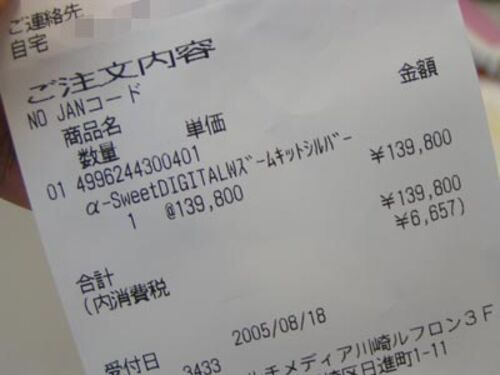 ご連絡先
自宅
ご注文内容
NO JANコード
商品名 金額
数量 単価
01 4996244300401
α-SweetDIGITALWズームキットシルバー
1 @139,800 ¥139,800
合計 ¥139,800
(内消費税 ¥6,657)
受付日 2005/08/18
3433
ルチメディア川崎ルフロン3F
崎区日進町1-11